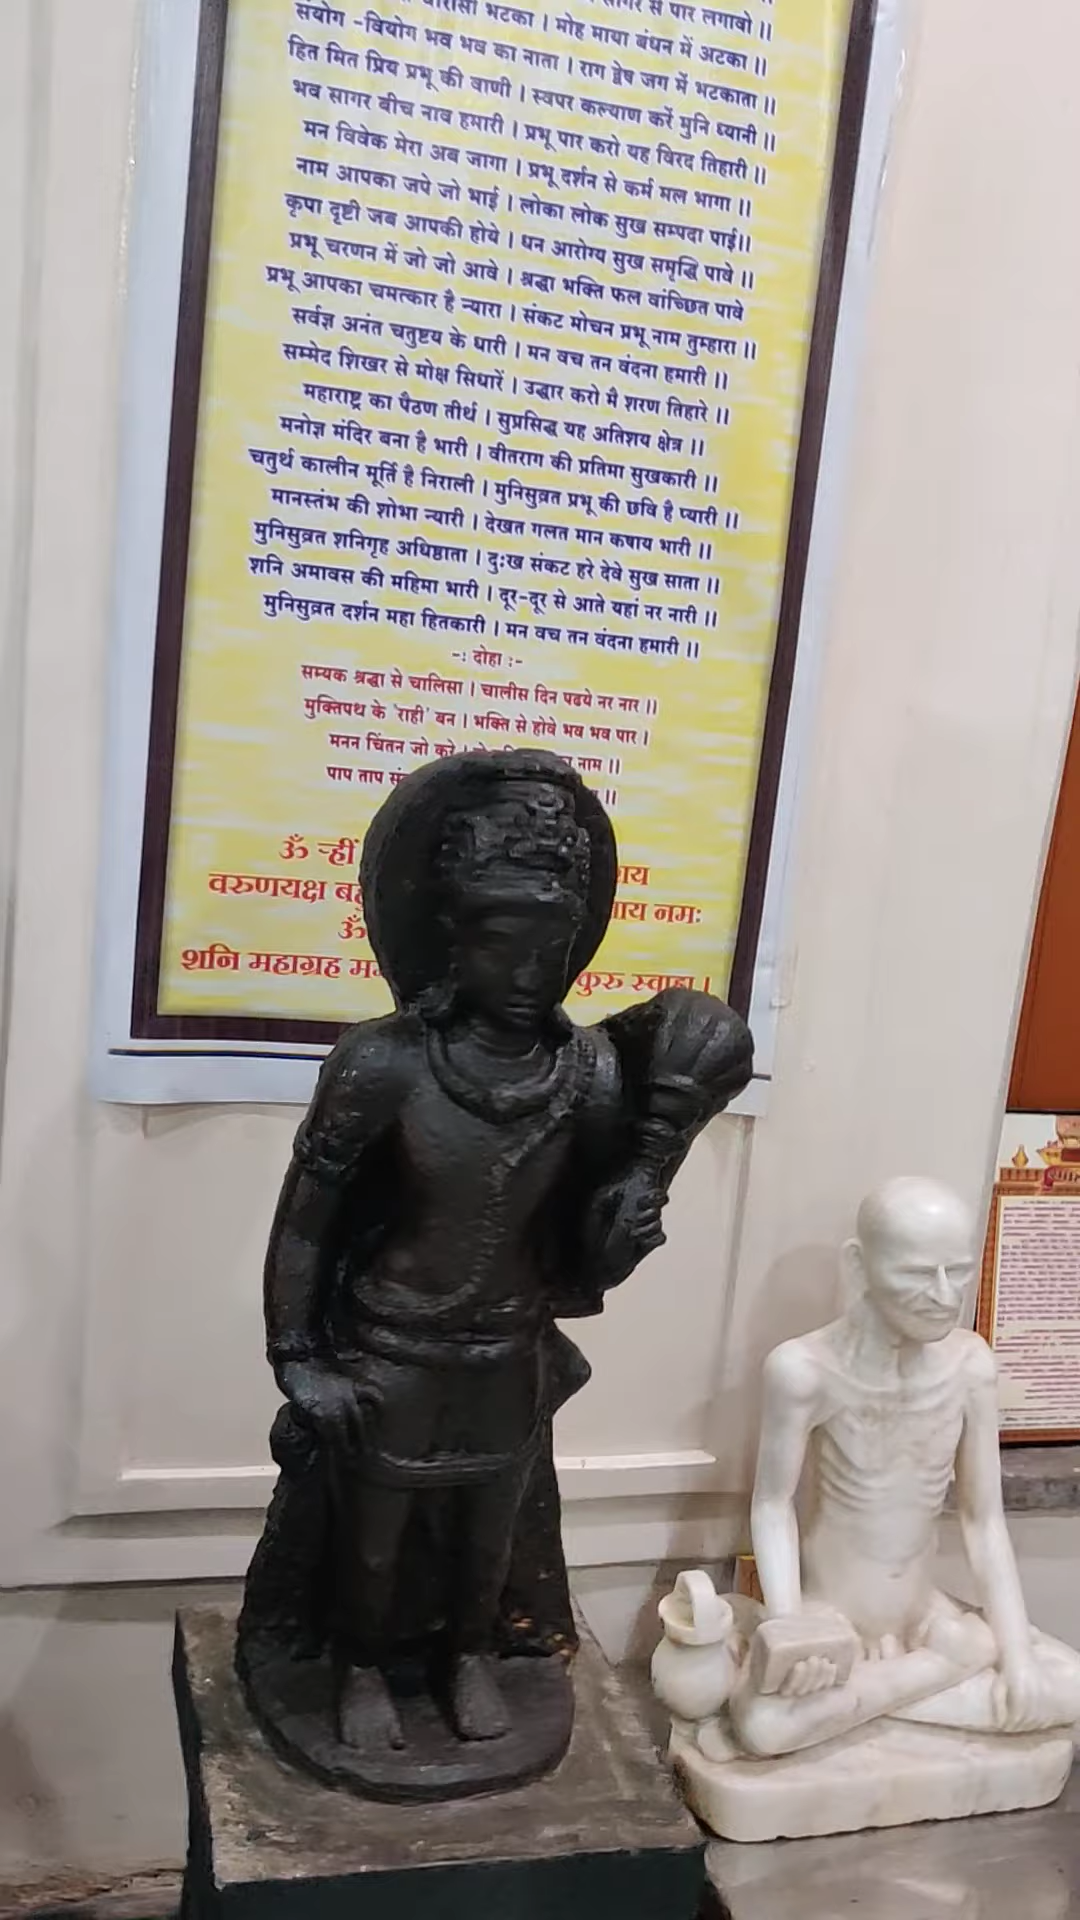 भटका । मोह माया बंधन में अटका ।। से पार लगावो ।।
संयोग -वियोग भव भव का नाता । राग द्वेष जग में भटकाता ।।
हित मित प्रिय प्रभू की वाणी । स्वपर कल्याण करें मुनि ध्यानी ।।
भव सागर बीच नाव हमारी । प्रभू पार करो यह विरद तिहारी ।।
मन विवेक मेरा अब जागा । प्रभू दर्शन से कर्म मल भागा ।।
नाम आपका जपे जो भाई । लोका लोक सुख सम्पदा पाई।।
कृपा दृष्टी जब आपकी होये । धन आरोग्य सुख समृद्धि पावे ।।
प्रभू चरणन में जो जो आवे । श्रद्धा भक्ति फल वांच्छित पावे
प्रभू आपका चमत्कार है न्यारा । संकट मोचन प्रभू नाम तुम्हारा ।।
सर्वज्ञ अनंत चतुष्टय के धारी । मन वच तन वंदना हमारी ।।
सम्मेद शिखर से मोक्ष सिधारें । उद्धार करो मै शरण तिहारे ।।
महाराष्ट्र का पैठण तीर्थ । सुप्रसिद्ध यह अतिशय क्षेत्र ।।
मनोज्ञ मंदिर बना है भारी । वीतराग की प्रतिमा सुखकारी ।।
चतुर्थ कालीन मूर्ति है निराली । मुनिसुव्रत प्रभू की छवि है प्यारी ।।
मानस्तंभ की शोभा न्यारी । देखत गलत मान कषाय भारी ।।
मुनिसुव्रत शनिगृह अधिष्ठाता । दुःख संकट हरे देवे सुख साता ।।
शनि अमावस की महिमा भारी । दूर-दूर से आते यहां नर नारी ।।
मुनिसुव्रत दर्शन महा हितकारी । मन वच तन वंदना हमारी ।।
-: दोहा :-
सम्यक श्रद्धा से चालिसा । चालीस दिन पढये नर नार ।।
मुक्तिपथ के 'राही' बन । भक्ति से होवे भव भव पार ।
मनन चिंतन जो करे । नाम ।।
पाप ताप ।।
ॐ ऱ्हीं
वरुणयक्ष नमः
ॐ
शनि महाग्रह कुरु स्वाहा ।